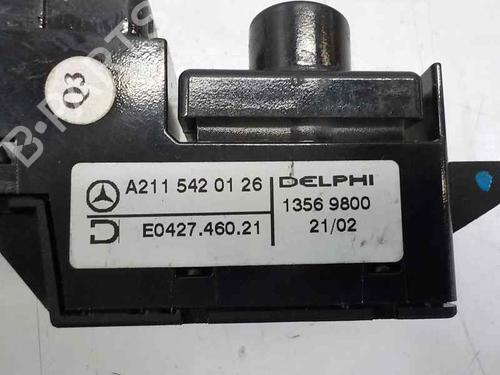 Q3
B-PARTS
A211 542 01 26
DELPHI
1356 9800
D E0427.460.21
21/02